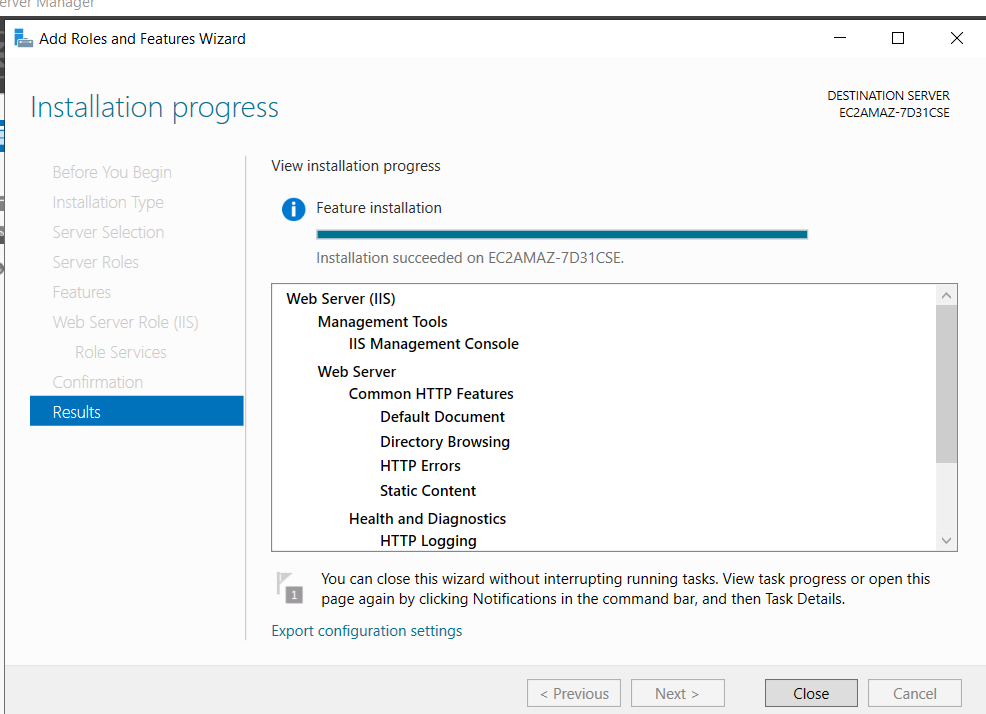 erver Manager
Add Roles and Features Wizard
Installation progress
DESTINATION SERVER
EC2AMAZ-7D31CSE
Before You Begin
Installation Type
Server Selection
Server Roles
Features
Web Server Role (IIS)
Role Services
Confirmation
Results
View installation progress
Feature installation
Installation succeeded on EC2AMAZ-7D31CSE.
Web Server (IIS)
Management Tools
IIS Management Console
Web Server
Common HTTP Features
Default Document
Directory Browsing
HTTP Errors
Static Content
Health and Diagnostics
HTTP Logging
1
You can close this wizard without interrupting running tasks. View task progress or open this
page again by clicking Notifications in the command bar, and then Task Details.
Export configuration settings
< Previous
Next >
Close
Cancel